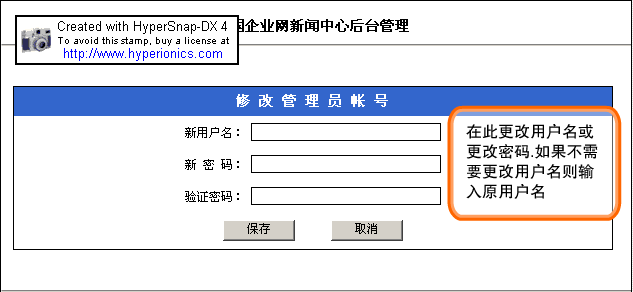 Created with HyperSnap-DX 4
To avoid this stamp, buy a license at
http://www.hyperionics.com
企业网新闻中心后台管理
修改管理员帐号
新用户名：
新 密 码：
验证密码：
保存 取消
在此更改用户名或
更改密码.如果不需
要更改用户名则输
入原用户名